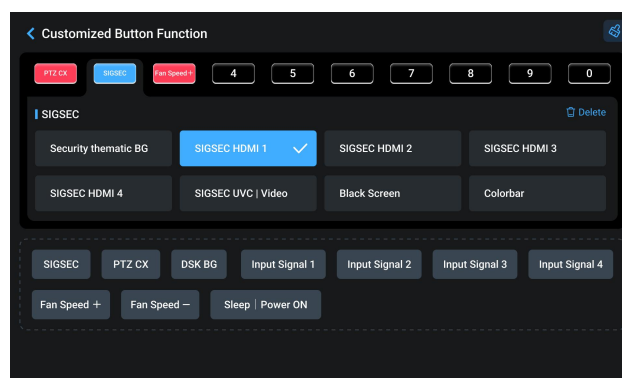 Customized Button Function
PTZ CX SIGSEC Fan Speed+ 4 5 6 7 8 9 0
SIGSEC Delete
Security thematic BG SIGSEC HDMI 1 SIGSEC HDMI 2 SIGSEC HDMI 3
SIGSEC HDMI 4 SIGSEC UVC | Video Black Screen Colorbar
SIGSEC PTZ CX DSK BG Input Signal 1 Input Signal 2 Input Signal 3 Input Signal 4
Fan Speed + Fan Speed − Sleep | Power ON